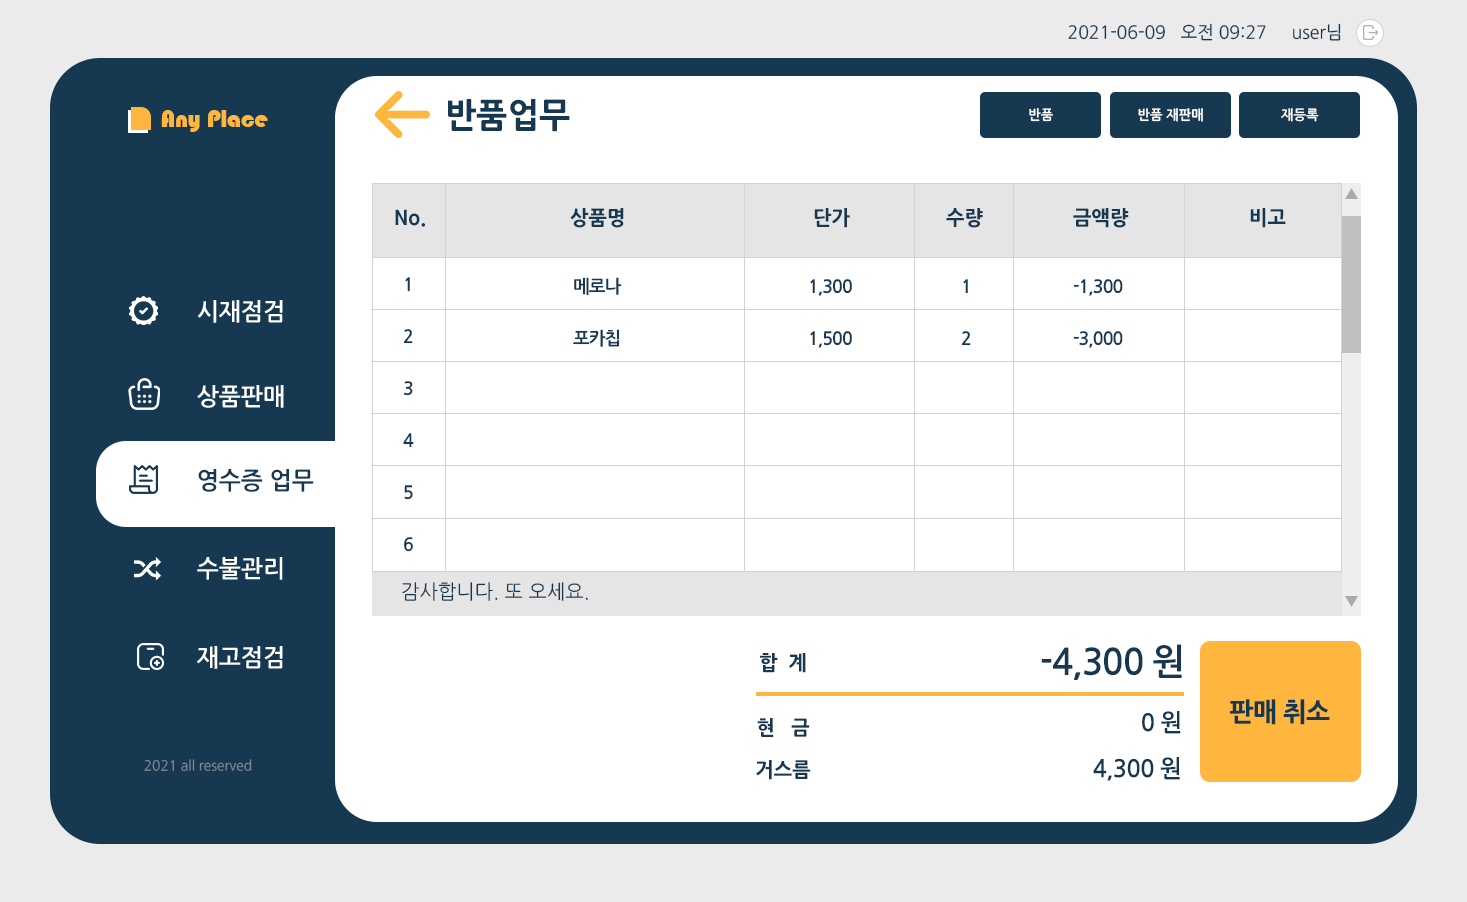 2021-06-09 오전 09:27 user님
Any Place
반품업무
반품 반품 재판매 재등록
시재점검
상품판매
영수증 업무
수불관리
재고점검
2021 all reserved
No. 상품명 단가 수량 금액량 비고
1 메로나 1,300 1 -1,300
2 포카칩 1,500 2 -3,000
3
4
5
6
감사합니다. 또 오세요.
합 계 -4,300 원
현 금 0 원
거스름 4,300 원
판매 취소